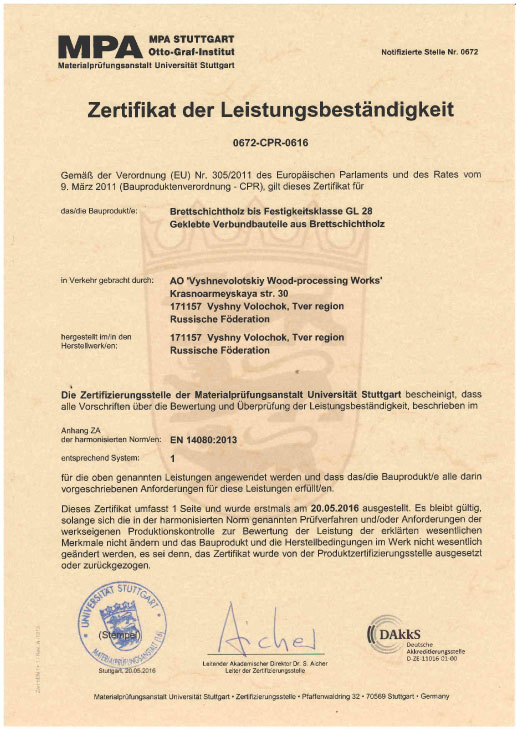 MPA
MPA STUTTGART
Otto-Graf-Institut
Materialprüfungsanstalt Universität Stuttgart
Notifizierte Stelle Nr. 0672
Zertifikat der Leistungsbeständigkeit
0672-CPR-0616
Gemäß der Verordnung (EU) Nr. 305/2011 des Europäischen Parlaments und des Rates vom
9. März 2011 (Bauproduktenverordnung - CPR), gilt dieses Zertifikat für
das/die Bauprodukt/e: Brettschichtholz bis Festigkeitsklasse GL 28
Geklebte Verbundbauteile aus Brettschichtholz
in Verkehr gebracht durch: AO 'Vyshnevolotskiy Wood-processing Works'
Krasnoarmeyskaya str. 30
171157 Vyshny Volochok, Tver region
Russische Föderation
hergestellt im/in den 171157 Vyshny Volochok, Tver region
Herstellwerk/en: Russische Föderation
Die Zertifizierungsstelle der Materialprüfungsanstalt Universität Stuttgart bescheinigt, dass
alle Vorschriften über die Bewertung und Überprüfung der Leistungsbeständigkeit, beschrieben im
Anhang ZA
der harmonisierten Norm/en: EN 14080:2013
entsprechend System: 1
für die oben genannten Leistungen angewendet werden und dass das/die Bauprodukt/e alle darin
vorgeschriebenen Anforderungen für diese Leistungen erfüllt/en.
Dieses Zertifikat umfasst 1 Seite und wurde erstmals am 20.05.2016 ausgestellt. Es bleibt gültig,
solange sich die in der harmonisierten Norm genannten Prüfverfahren und/oder Anforderungen der
werkseigenen Produktionskontrolle zur Bewertung der Leistung der erklärten wesentlichen
Merkmale nicht ändern und das Bauprodukt und die Herstellbedingungen im Werk nicht wesentlich
geändert werden, es sei denn, das Zertifikat wurde von der Produktzertifizierungsstelle ausgesetzt
oder zurückgezogen.
UNIVERSITÄT STUTTGART
(Stempel)
MATERIALPRÜFUNGSANSTALT
Stuttgart, 20.05.2016
Aicher
Leitender Akademischer Direktor Dr. S. Aicher
Leiter der Zertifizierungsstelle
DAkkS
Deutsche
Akkreditierungsstelle
D-ZE-11016-01-00
Materialprüfungsanstalt Universität Stuttgart • Zertifizierungsstelle • Pfaffenwaldring 32 • 70569 Stuttgart • Germany